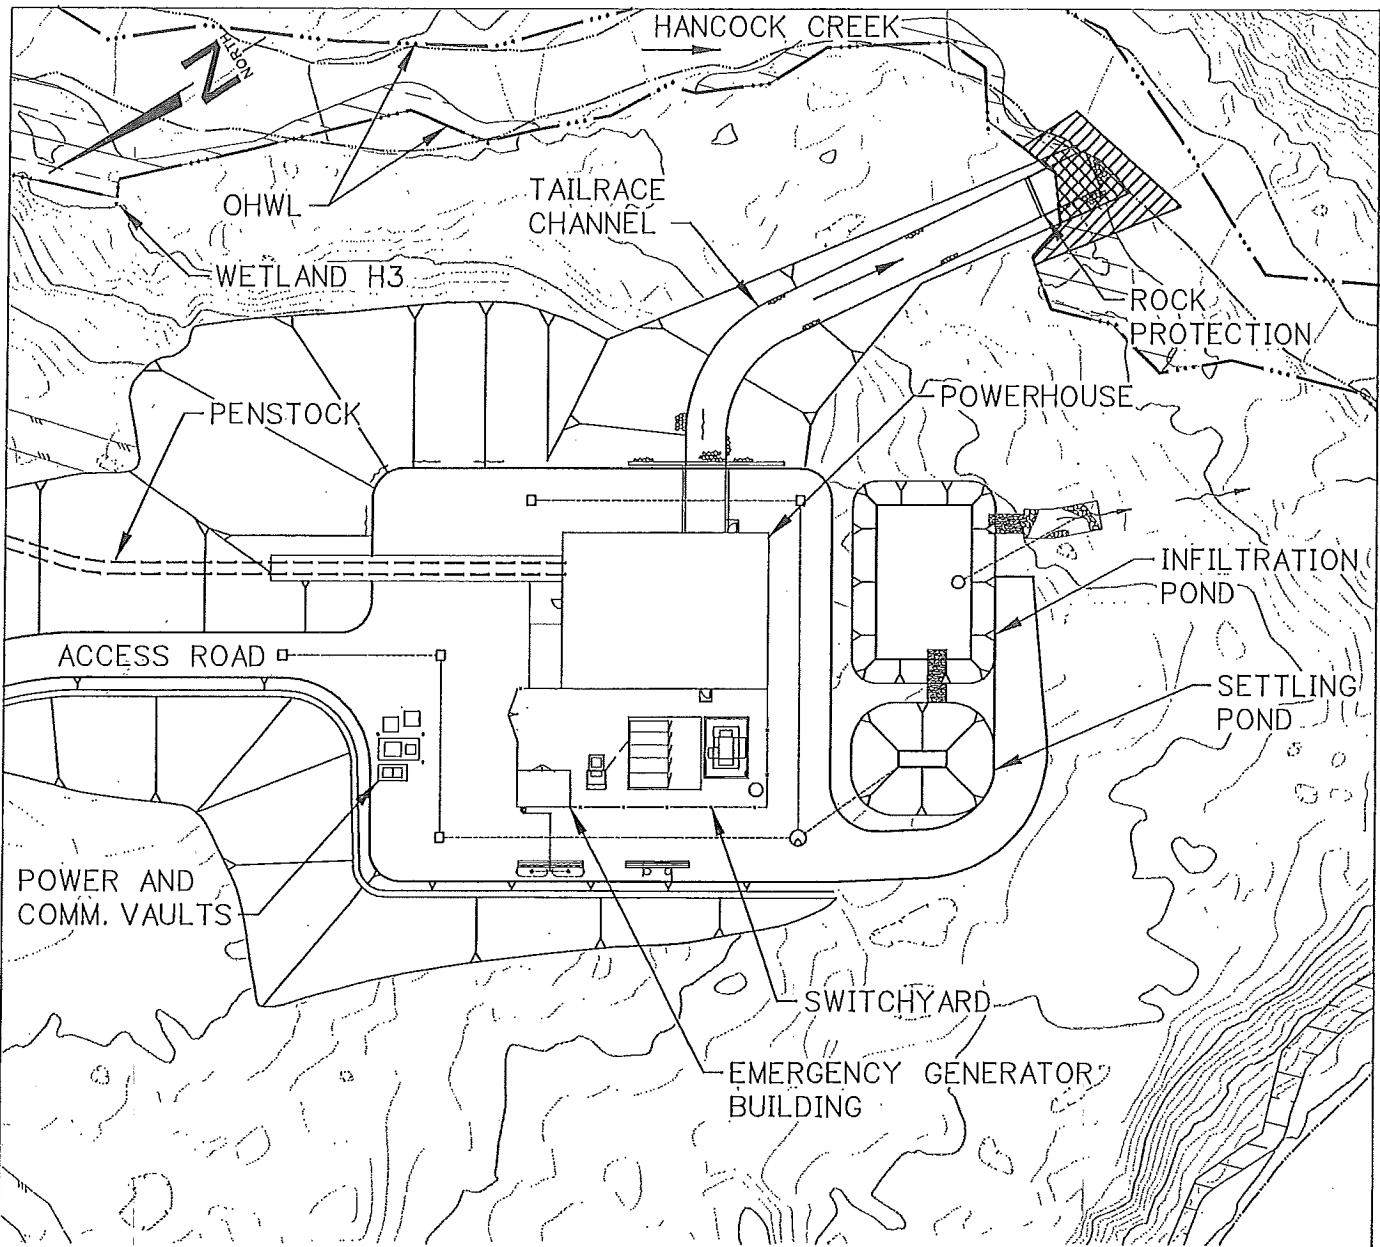 HANCOCK CREEK
N
NORTH
OHWL
TAILRACE
CHANNEL
WETLAND H3
ROCK
PROTECTION
PENSTOCK
POWERHOUSE
INFILTRATION
POND
ACCESS ROAD
SETTLING
POND
POWER AND
COMM. VAULTS
SWITCHYARD
EMERGENCY GENERATOR
BUILDING